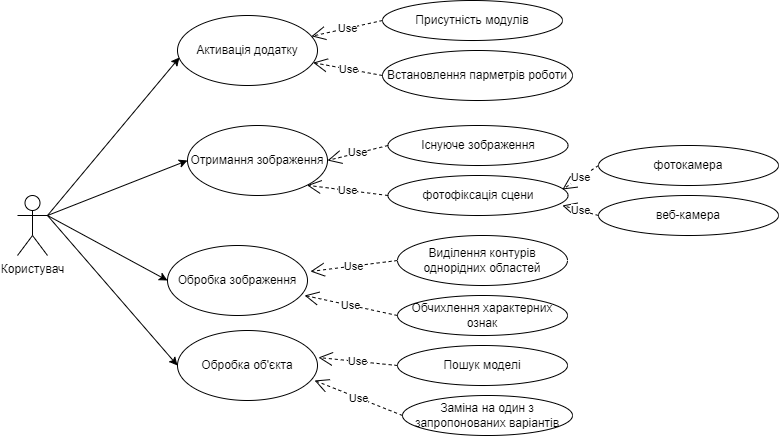 Активація додатку
Use
Присутність модулів
Use
Встановлення парметрів роботи
Отримання зображення
Use
Існуюче зображення
Use
фотофіксація сцени
Use
фотокамера
Use
веб-камера
Користувач
Обробка зображення
Use
Виділення контурів
однорідних областей
Use
Обчихлення характерних
ознак
Обробка об'єкта
Use
Пошук моделі
Use
Заміна на один з
запропонованих варіантів